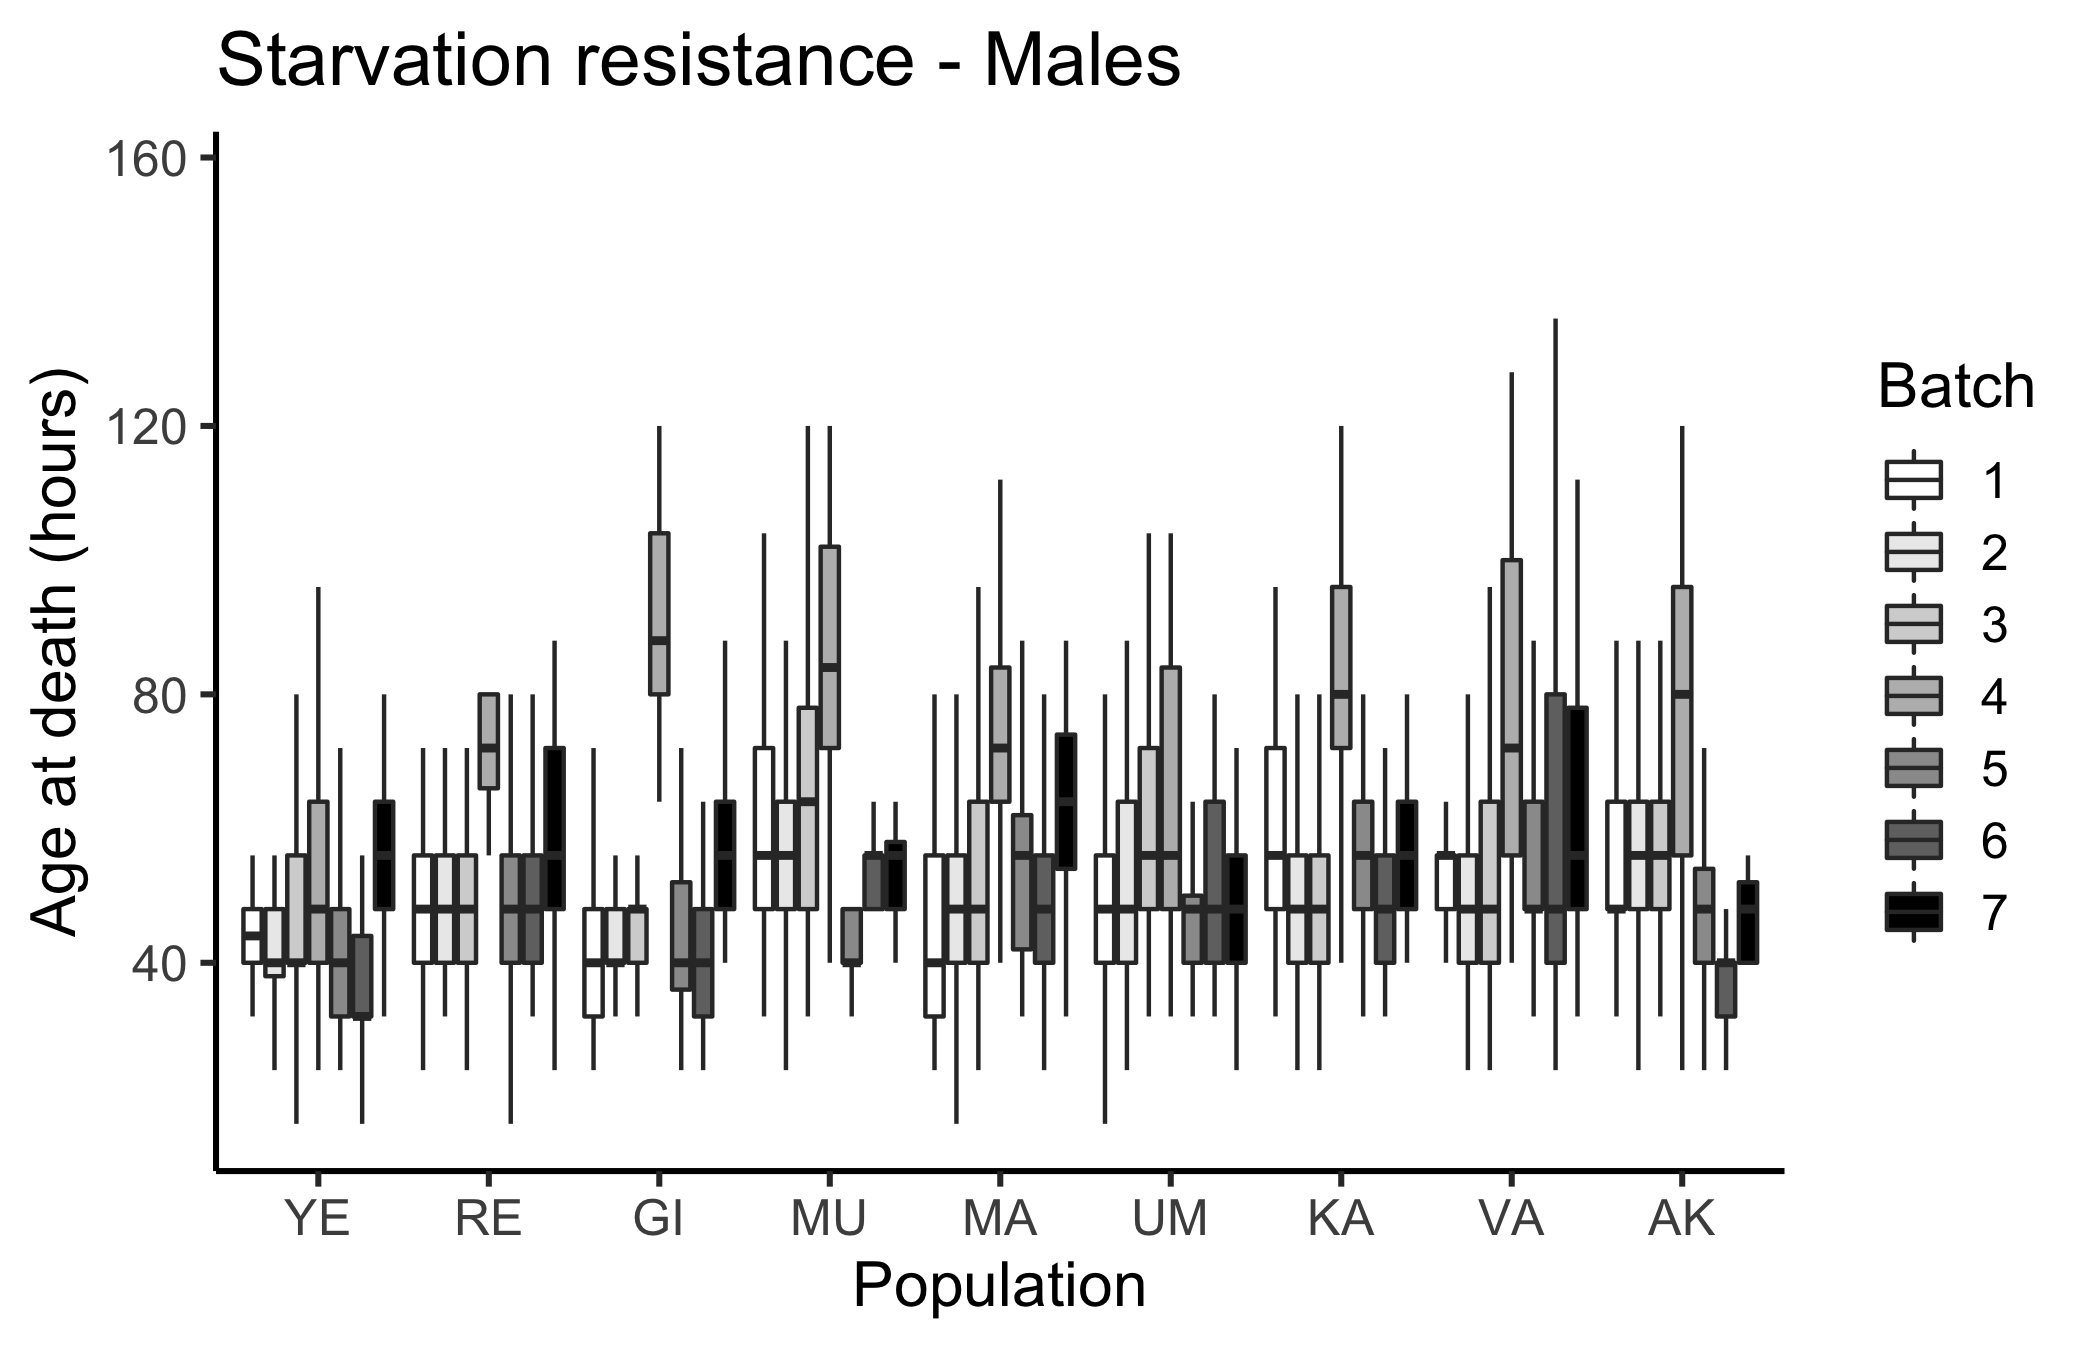 Starvation resistance - Males
160
120
80
40
Age at death (hours)
YE RE GI MU MA UM KA VA AK
Population
Batch
1
2
3
4
5
6
7